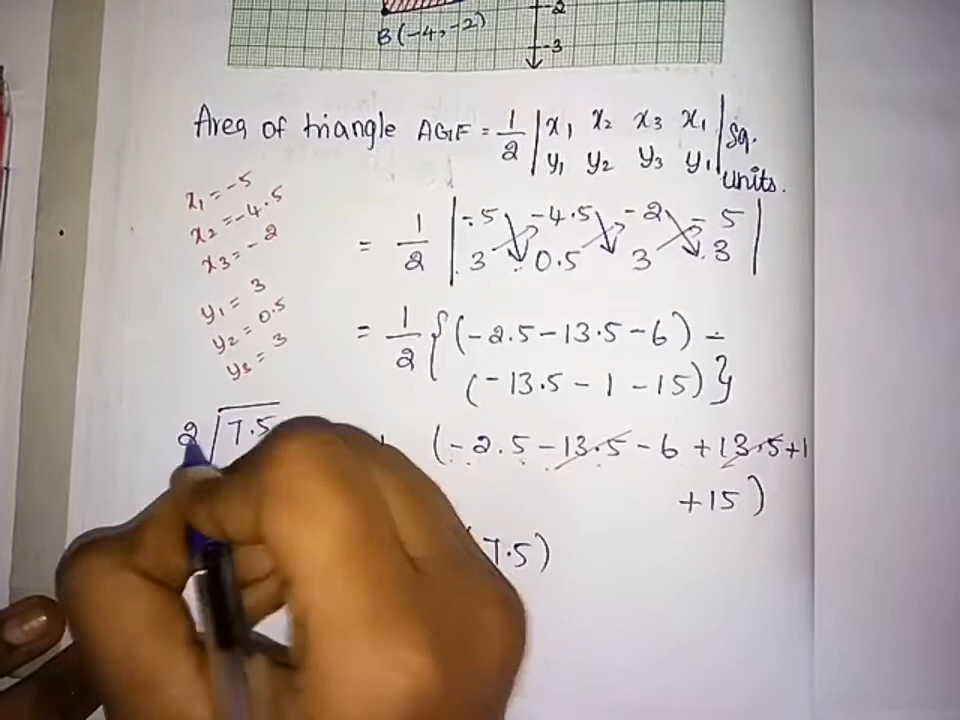 -2
B(-4,-2)
-3
Area of triangle AGF = 1/2 | x₁ x₂ x₃ x₁ | Sq.
y₁ y₂ y₃ y₁ units.
x₁ = -5
x₂ = -4.5
x₃ = -2
y₁ = 3
y₂ = 0.5
y₃ = 3
= 1/2 | -5 -4.5 -2 -5 |
3 0.5 3 3
= 1/2 { (-2.5 - 13.5 - 6) -
(-13.5 - 1 - 15) }
2 √7.5
(-2.5 - 13.5 - 6 + 13.5 + 1
+15)
7.5)